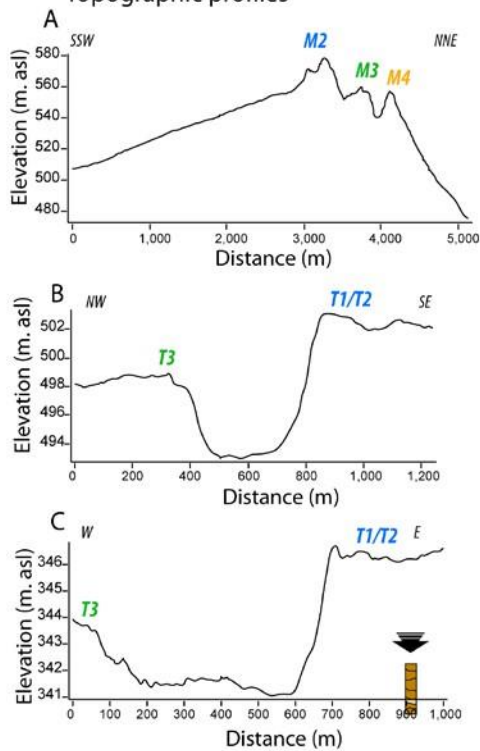 Topographic profiles
A
SSW M2 M3 M4 NNE
Elevation (m. asl)
580
560
540
520
500
480
0 1,000 2,000 3,000 4,000 5,000
Distance (m)
B
NW T3 T1/T2 SE
Elevation (m. asl)
502
500
498
496
494
0 200 400 600 800 1,000 1,200
Distance (m)
C
W T3 T1/T2 E
Elevation (m. asl)
346
345
344
343
342
341
0 100 200 300 400 500 600 700 800 900 1,000
Distance (m)